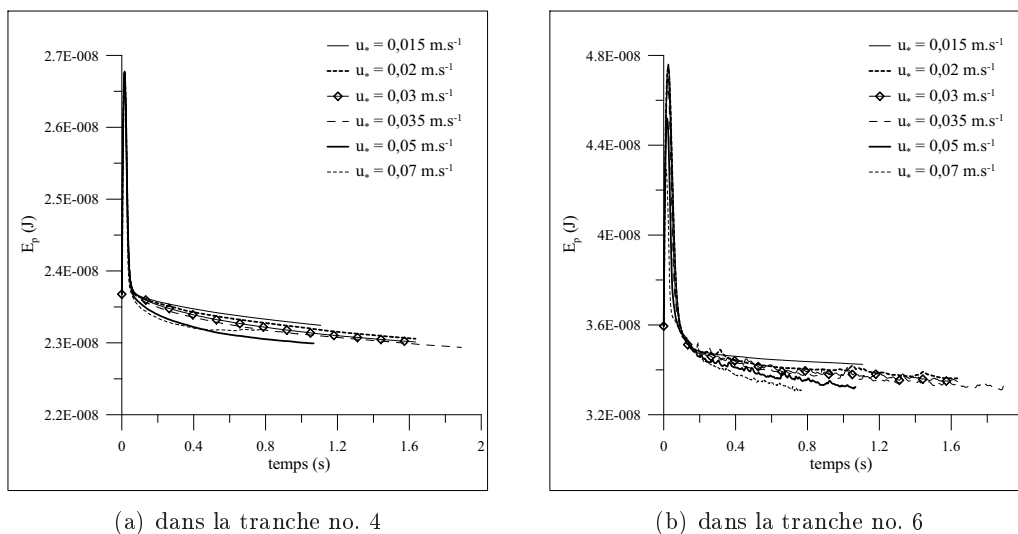 u* = 0,015 m.s-1
u* = 0,02 m.s-1
u* = 0,03 m.s-1
u* = 0,035 m.s-1
u* = 0,05 m.s-1
u* = 0,07 m.s-1
2.7E-008
2.6E-008
2.5E-008
2.4E-008
2.3E-008
2.2E-008
Ep (J)
0 0.4 0.8 1.2 1.6 2
temps (s)
(a) dans la tranche no. 4
u* = 0,015 m.s-1
u* = 0,02 m.s-1
u* = 0,03 m.s-1
u* = 0,035 m.s-1
u* = 0,05 m.s-1
u* = 0,07 m.s-1
4.8E-008
4.4E-008
4E-008
3.6E-008
3.2E-008
Ep (J)
0 0.4 0.8 1.2 1.6
temps (s)
(b) dans la tranche no. 6